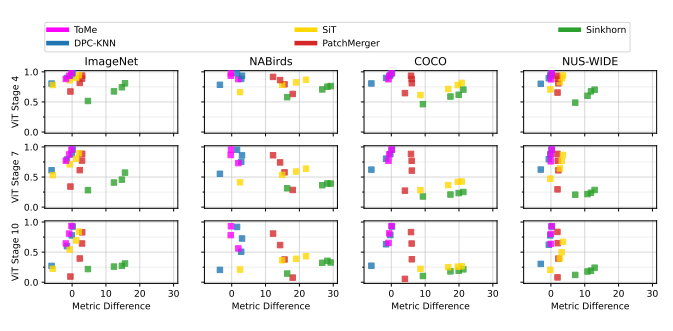 ToMe SiT Sinkhorn
DPC-KNN PatchMerger
ImageNet NABirds COCO NUS-WIDE
ViT Stage 4
1.0
0.5
0.0
ViT Stage 7
1.0
0.5
0.0
ViT Stage 10
1.0
0.5
0.0
0 10 20 30 0 10 20 30 0 10 20 30 0 10 20 30
Metric Difference Metric Difference Metric Difference Metric Difference